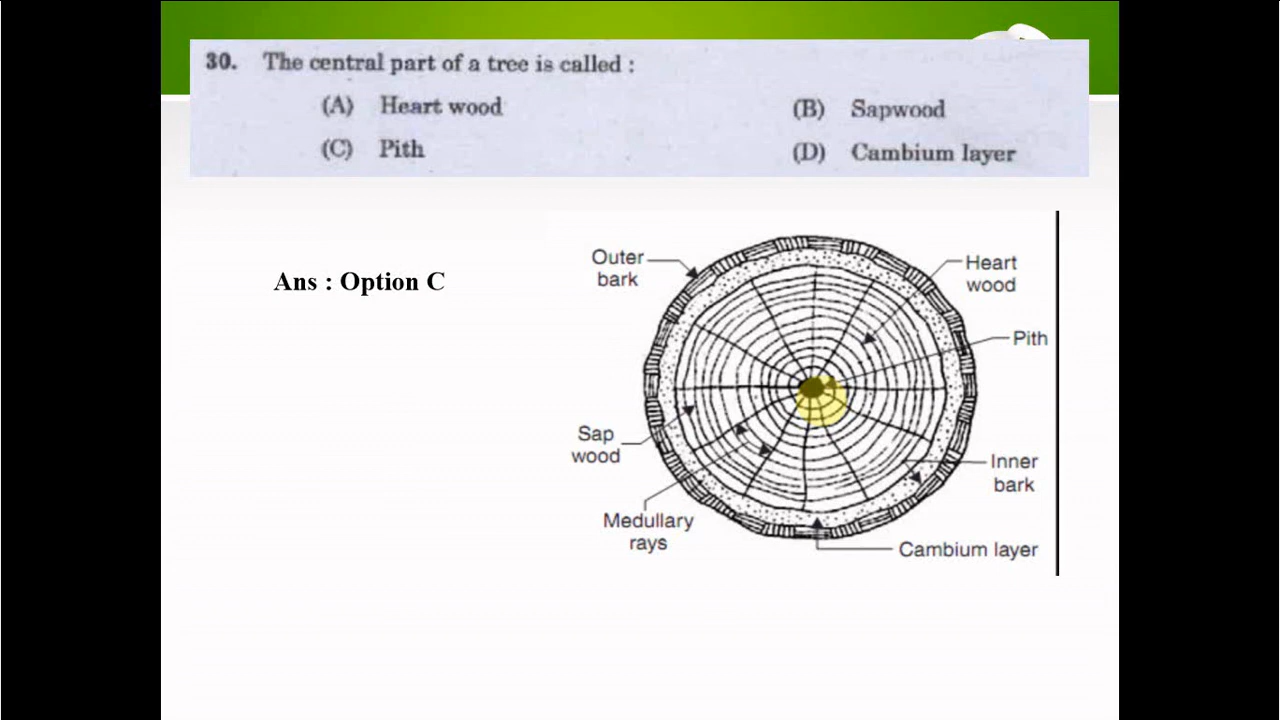 30. The central part of a tree is called :
(A) Heart wood (B) Sapwood
(C) Pith (D) Cambium layer
Ans : Option C
Outer
bark
Heart
wood
Pith
Sap
wood
Inner
bark
Medullary
rays
Cambium layer